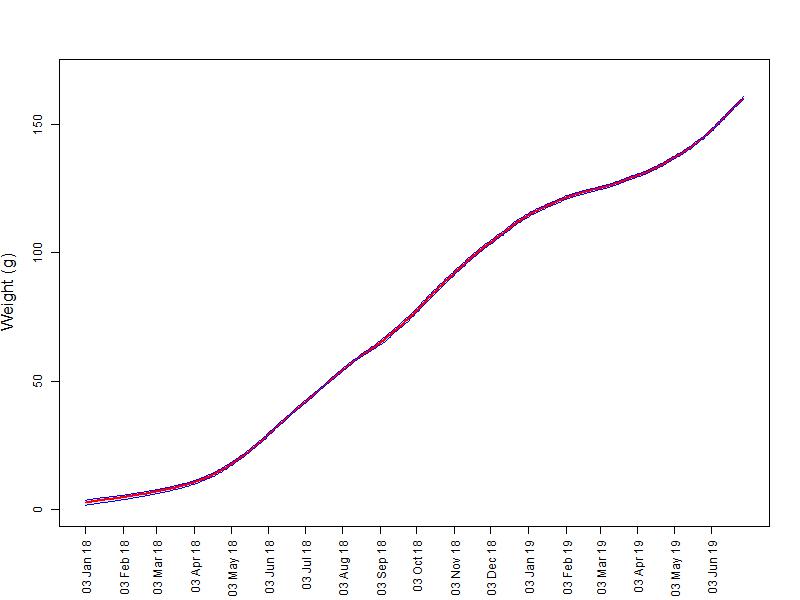 Weight (g)
150
100
50
0
03 Jan 18
03 Feb 18
03 Mar 18
03 Apr 18
03 May 18
03 Jun 18
03 Jul 18
03 Aug 18
03 Sep 18
03 Oct 18
03 Nov 18
03 Dec 18
03 Jan 19
03 Feb 19
03 Mar 19
03 Apr 19
03 May 19
03 Jun 19